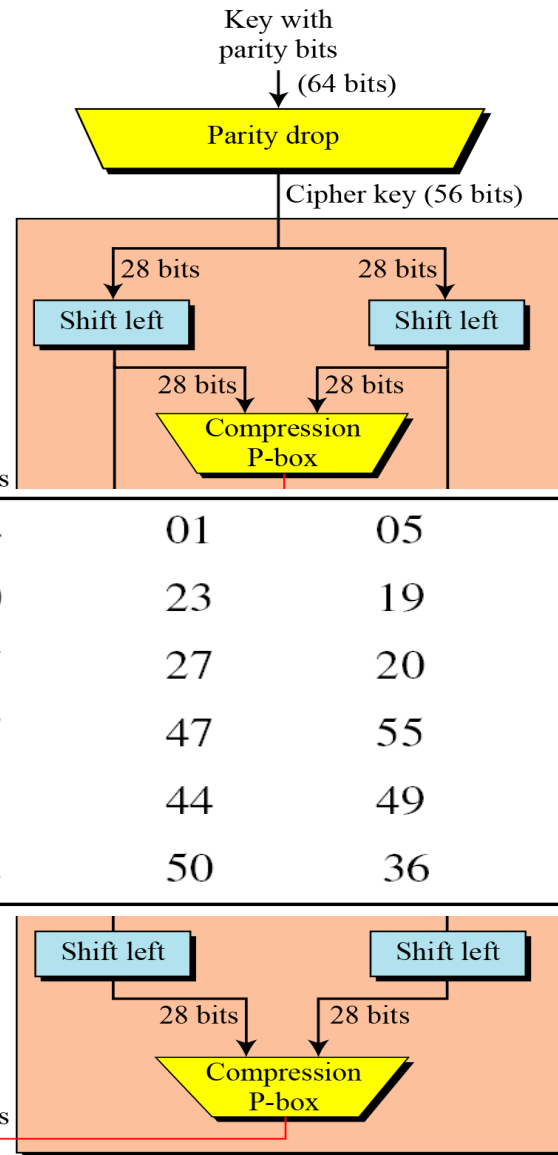 Key with
parity bits
(64 bits)
Parity drop
Cipher key (56 bits)
28 bits 28 bits
Shift left Shift left
28 bits 28 bits
Compression
P-box
s
01 05
23 19
27 20
47 55
44 49
50 36
Shift left Shift left
28 bits 28 bits
Compression
P-box
s